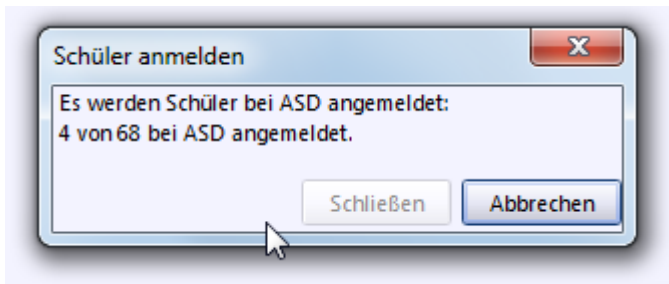 Schüler anmelden
Es werden Schüler bei ASD angemeldet:
4 von 68 bei ASD angemeldet.
Schließen Abbrechen